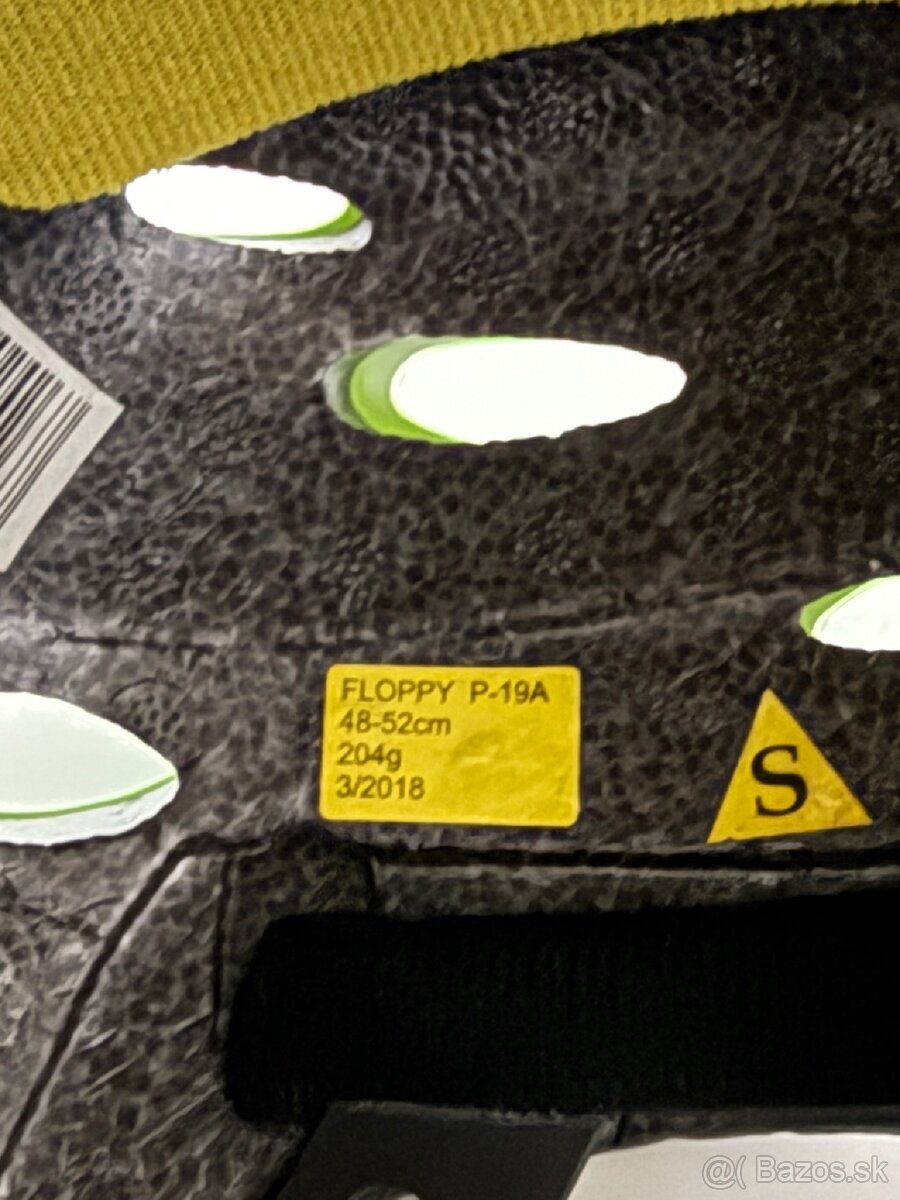 FLOPPY P-19A
48-52cm
204g
3/2018
S
@( Bazos.sk